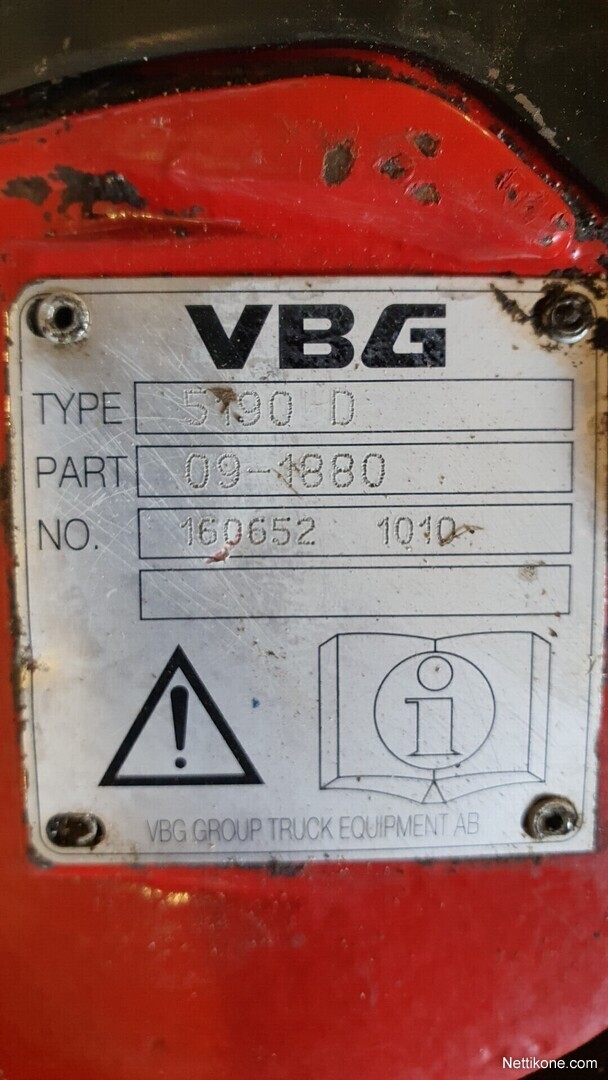 VBG
TYPE 5190 D
PART 09-1880
NO. 160652 1010
VBG GROUP TRUCK EQUIPMENT AB
Nettikone.com